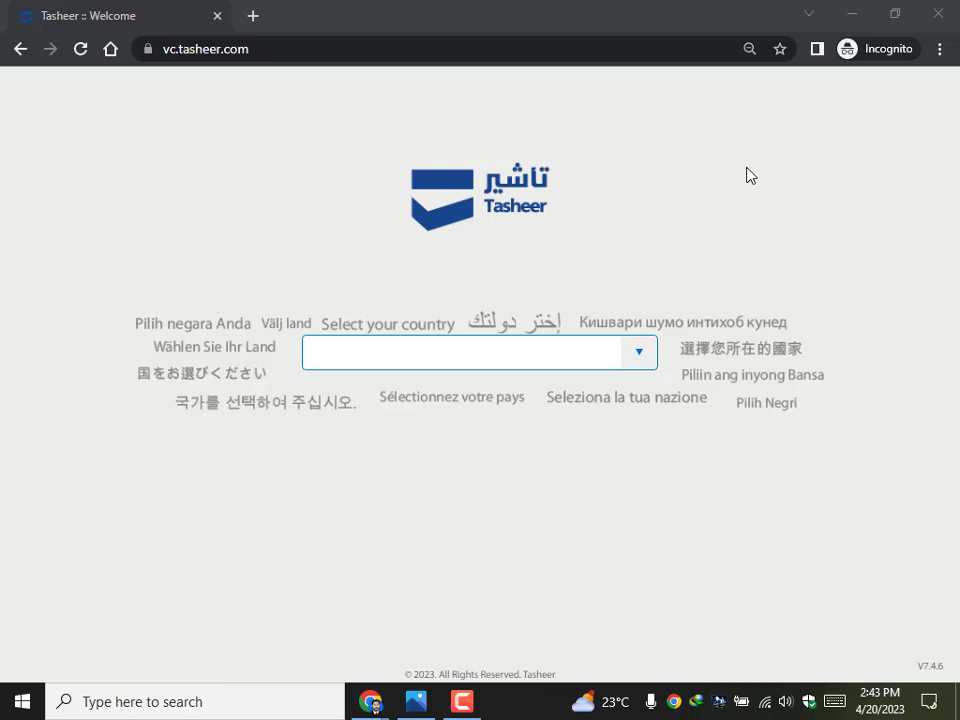 Tasheer :: Welcome
vc.tasheer.com
Incognito
تاشير
Tasheer
Pilih negara Anda
Välj land
Select your country
إختر دولتك
Кишвари шумо интихоб кунед
Wählen Sie Ihr Land
選擇您所在的國家
国をお選びください
Piliin ang inyong Bansa
국가를 선택하여 주십시오.
Sélectionnez votre pays
Seleziona la tua nazione
Pilih Negri
V7.4.6
© 2023. All Rights Reserved. Tasheer
Type here to search
23°C
2:43 PM
4/20/2023